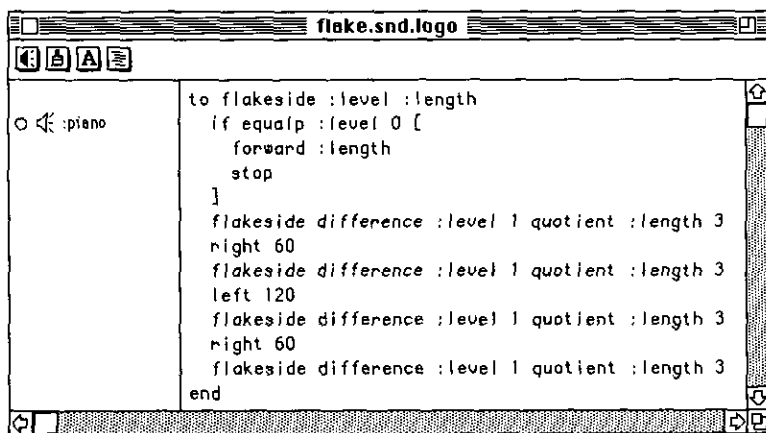 flake.snd.logo
A
:piano
to flakeside :level :length
if equalp :level 0 [
forward :length
stop
]
flakeside difference :level 1 quotient :length 3
right 60
flakeside difference :level 1 quotient :length 3
left 120
flakeside difference :level 1 quotient :length 3
right 60
flakeside difference :level 1 quotient :length 3
end